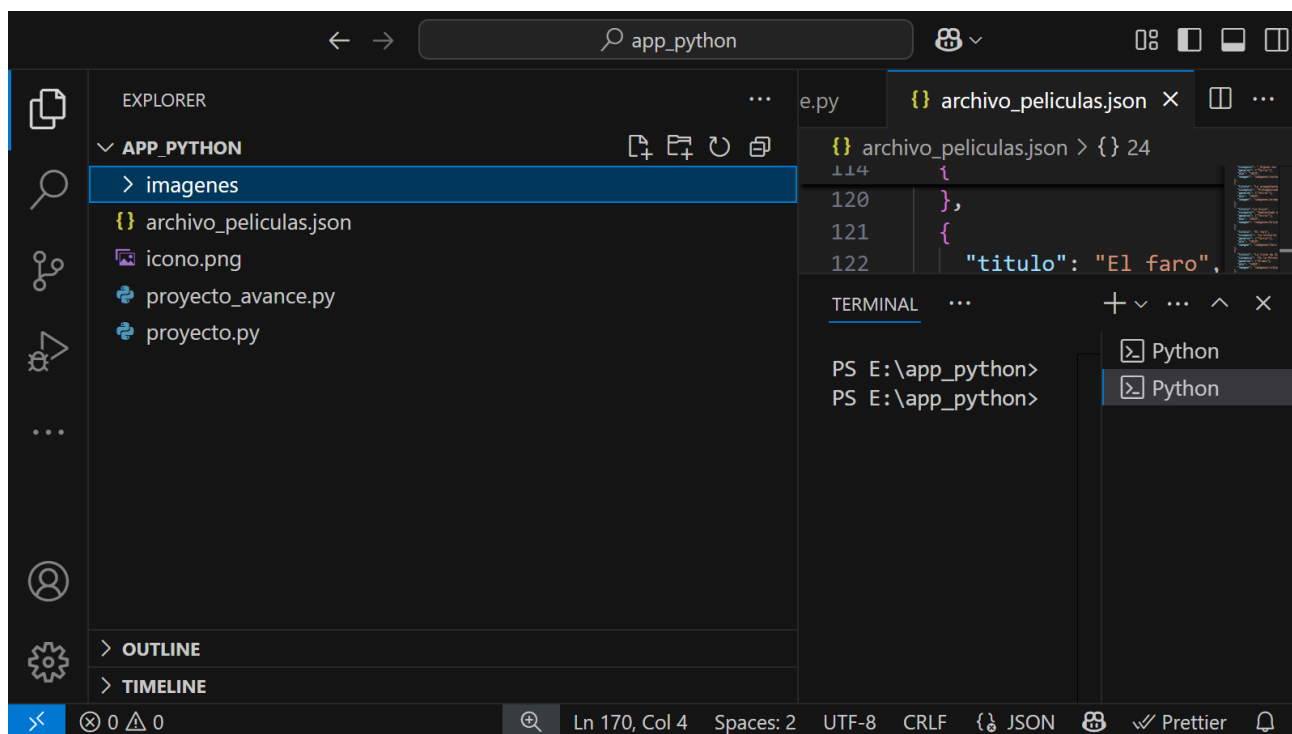 app_python
EXPLORER
APP_PYTHON
imagenes
archivo_peliculas.json
icono.png
proyecto_avance.py
proyecto.py
OUTLINE
TIMELINE
e.py
{} archivo_peliculas.json
{} archivo_peliculas.json > {} 24
114 {
120 },
121 {
122 "titulo": "El faro",
TERMINAL
PS E:\app_python>
PS E:\app_python>
Python
Python
0 0 Ln 170, Col 4 Spaces: 2 UTF-8 CRLF {} JSON Prettier